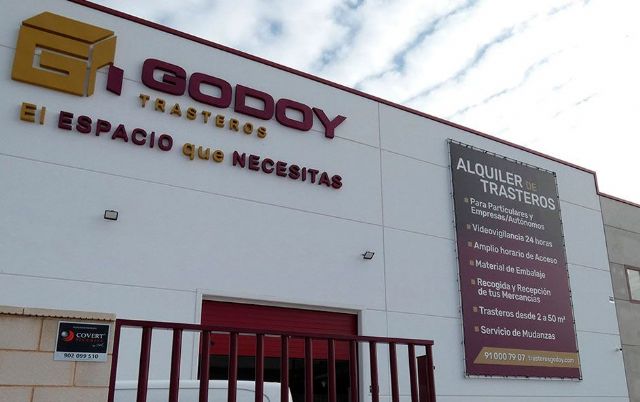 GODOY
TRASTEROS
El ESPACIO que NECESITAS
ALQUILER DE
TRASTEROS
Para Particulares y
Empresas/Autónomos
Videovigilancia 24 horas
Amplio horario de Acceso
Material de Embalaje
Recogida y Recepción
de tus Mercancías
Trasteros desde 2 a 50 m²
Servicio de Mudanzas
91 000 79 07 trasterosgodoy.com
COVERT
902 099 510